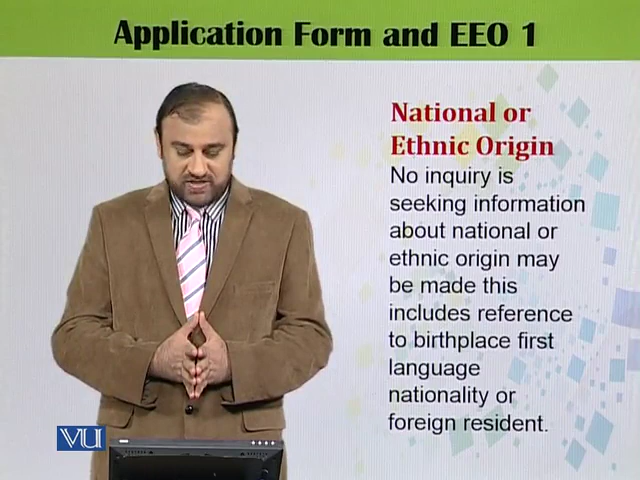 Application Form and EEO 1
National or
Ethnic Origin
No inquiry is
seeking information
about national or
ethnic origin may
be made this
includes reference
to birthplace first
language
nationality or
foreign resident.
VU